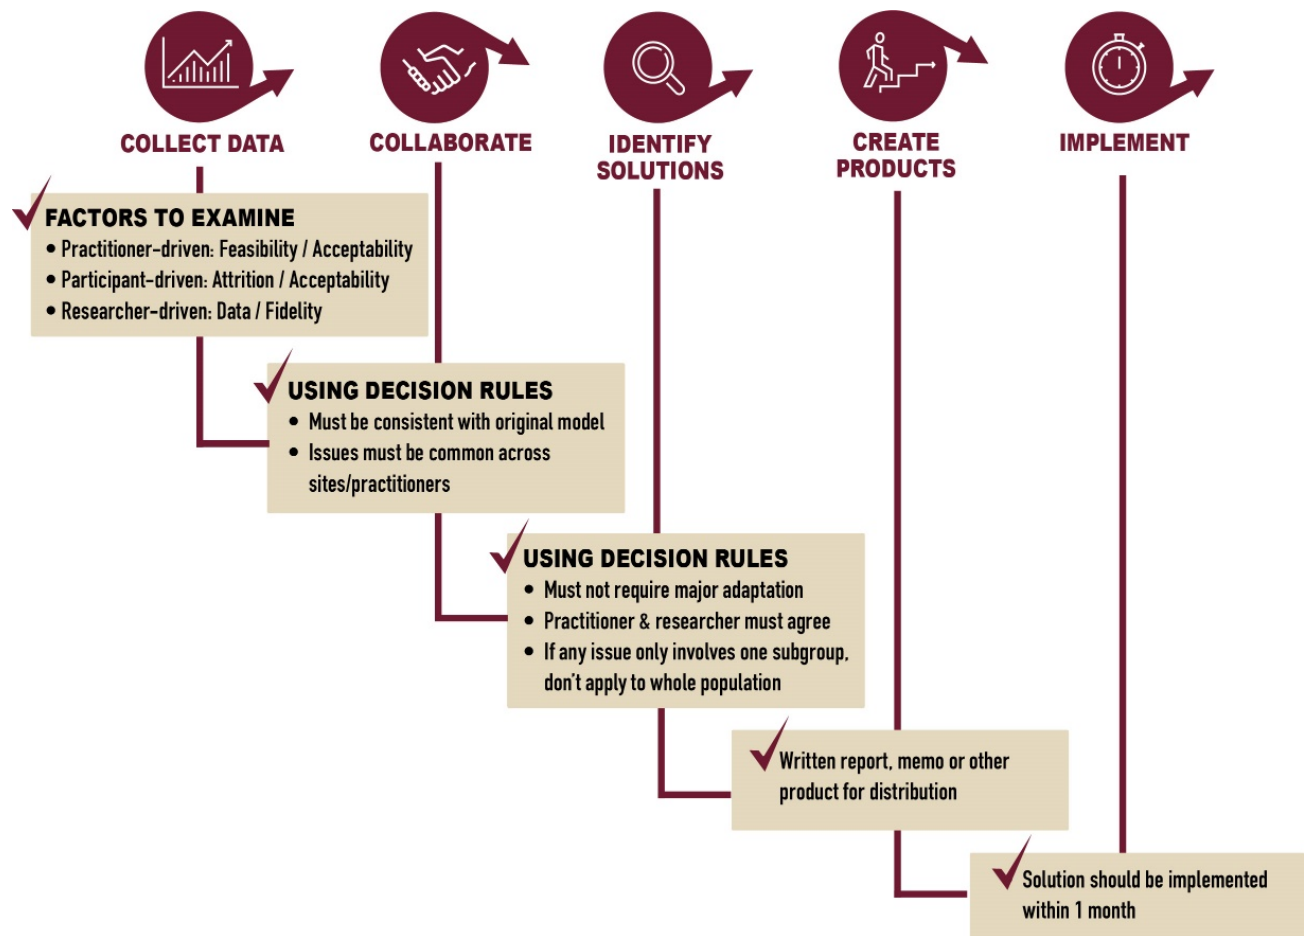 COLLECT DATA
COLLABORATE
IDENTIFY
SOLUTIONS
CREATE
PRODUCTS
IMPLEMENT
FACTORS TO EXAMINE
• Practitioner-driven: Feasibility / Acceptability
• Participant-driven: Attrition / Acceptability
• Researcher-driven: Data / Fidelity
USING DECISION RULES
• Must be consistent with original model
• Issues must be common across
sites/practitioners
USING DECISION RULES
• Must not require major adaptation
• Practitioner & researcher must agree
• If any issue only involves one subgroup,
don't apply to whole population
Written report, memo or other
product for distribution
Solution should be implemented
within 1 month